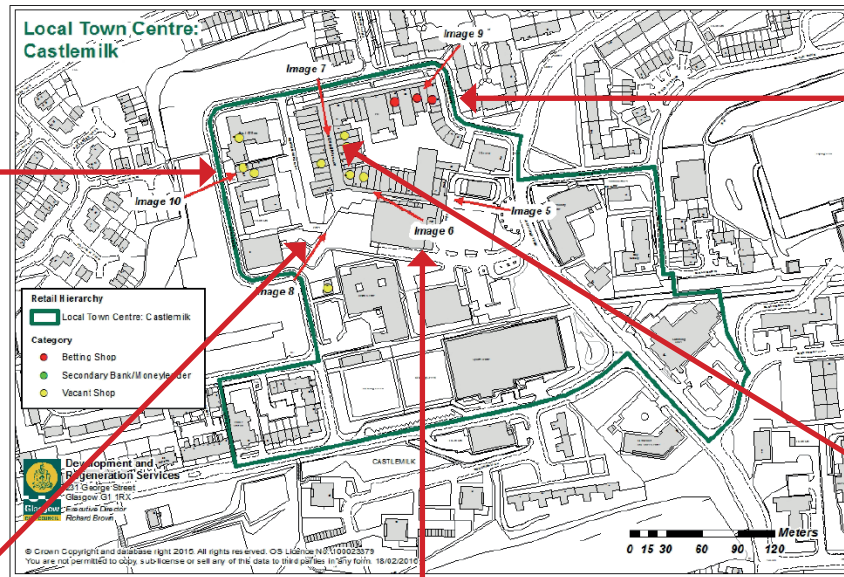 Local Town Centre:
Castlemilk
Image 9
Image 7
Image 10
Image 5
Image 6
Image 8
Retail Hierarchy
Local Town Centre: Castlemilk
Category
Betting Shop
Secondary Bank/Moneylender
Vacant Shop
CASTLEMILK
Development and
Regeneration Services
231 George Street
Glasgow G1 1RX
Executive Director
Richard Brown
Glasgow
Meters
0 15 30 60 90 120
© Crown Copyright and database right 2016. All rights reserved. OS Licence No.100023379
You are not permitted to copy, sub-license or sell any of this data to third parties in any form. 18/02/2016